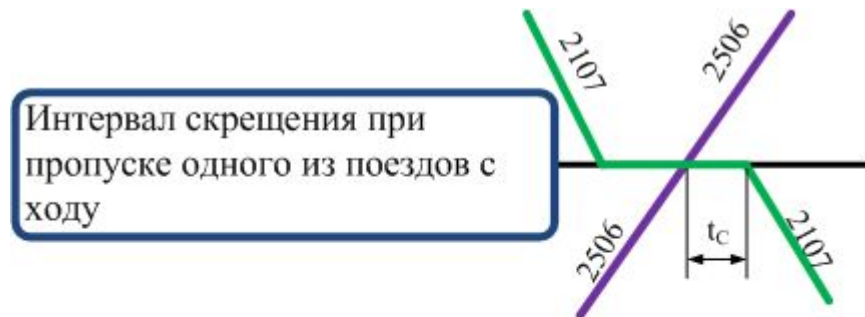 2107
2506
Интервал скрещения при
пропуске одного из поездов с
ходу
2506
tC
2107